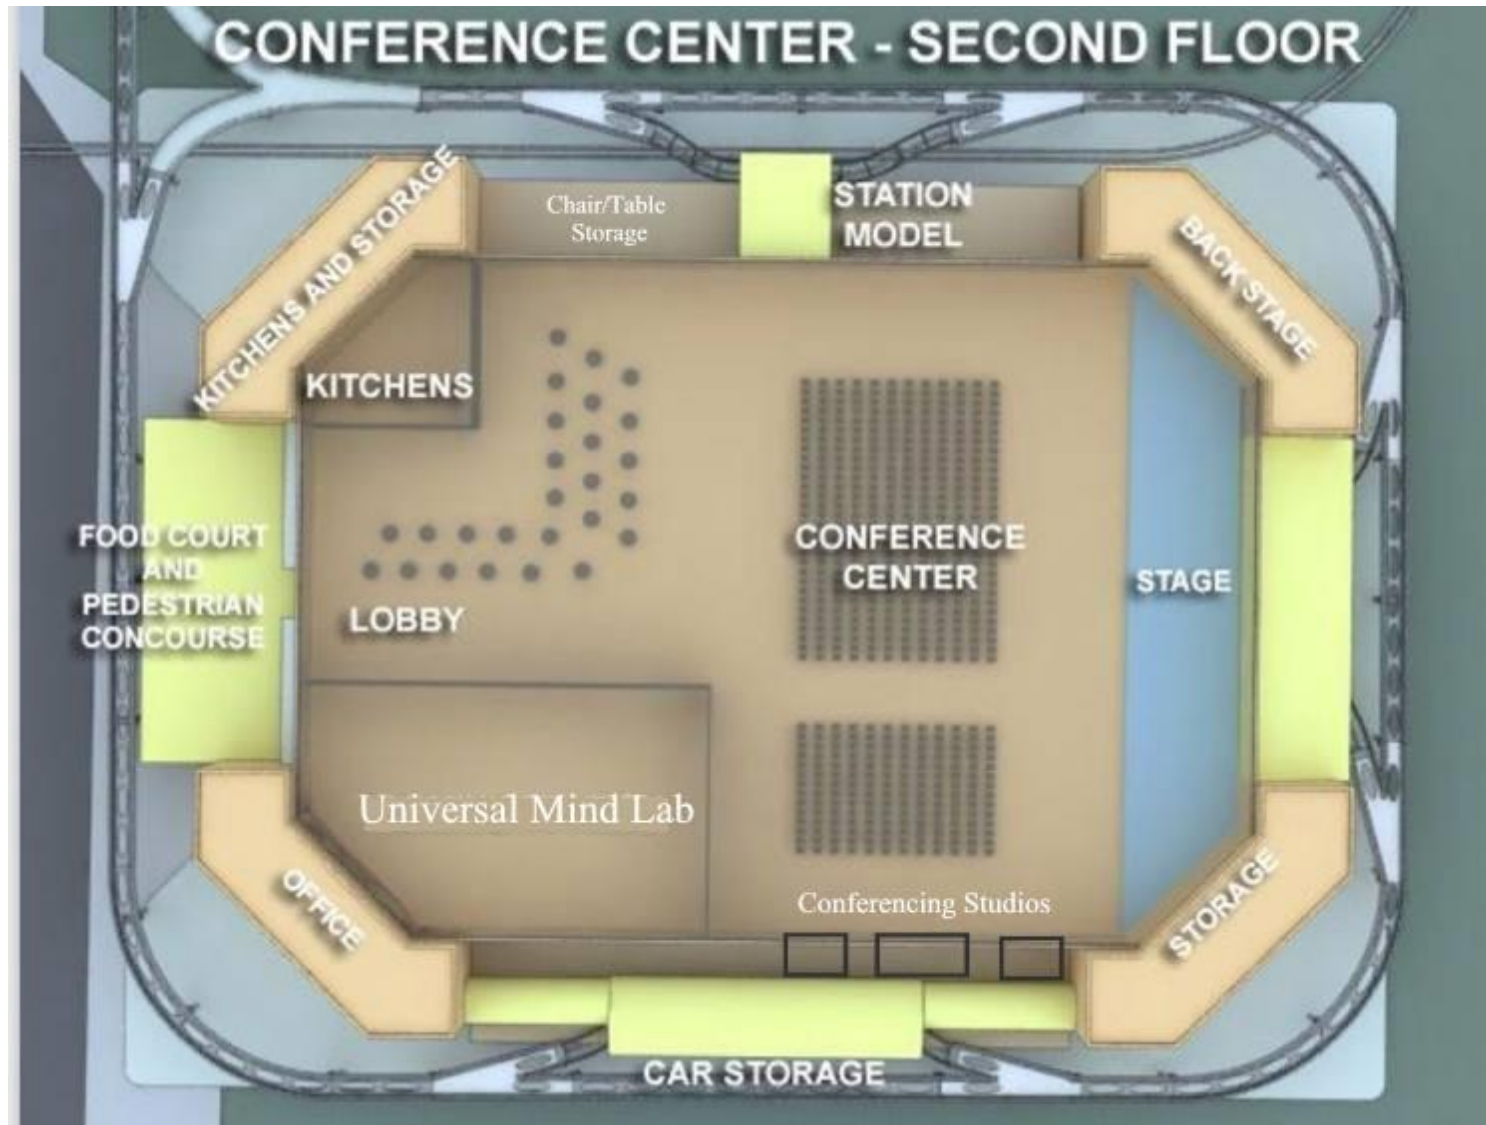 CONFERENCE CENTER - SECOND FLOOR
KITCHENS AND STORAGE
Chair/Table
Storage
STATION
MODEL
BACK STAGE
KITCHENS
FOOD COURT
AND
PEDESTRIAN
CONCOURSE
LOBBY
CONFERENCE
CENTER
STAGE
Universal Mind Lab
OFFICE
Conferencing Studios
STORAGE
CAR STORAGE